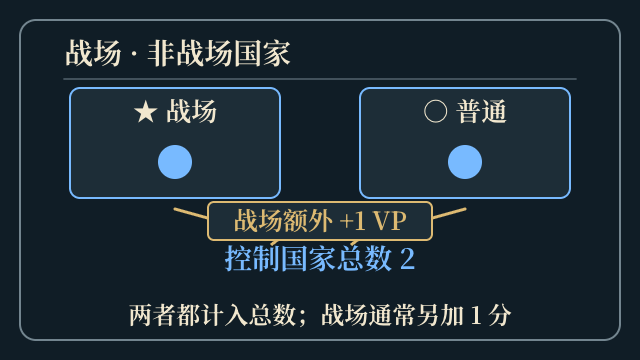 战场 · 非战场国家
★ 战场
○ 普通
战场额外 +1 VP
控制国家总数 2
两者都计入总数；战场通常另加 1 分